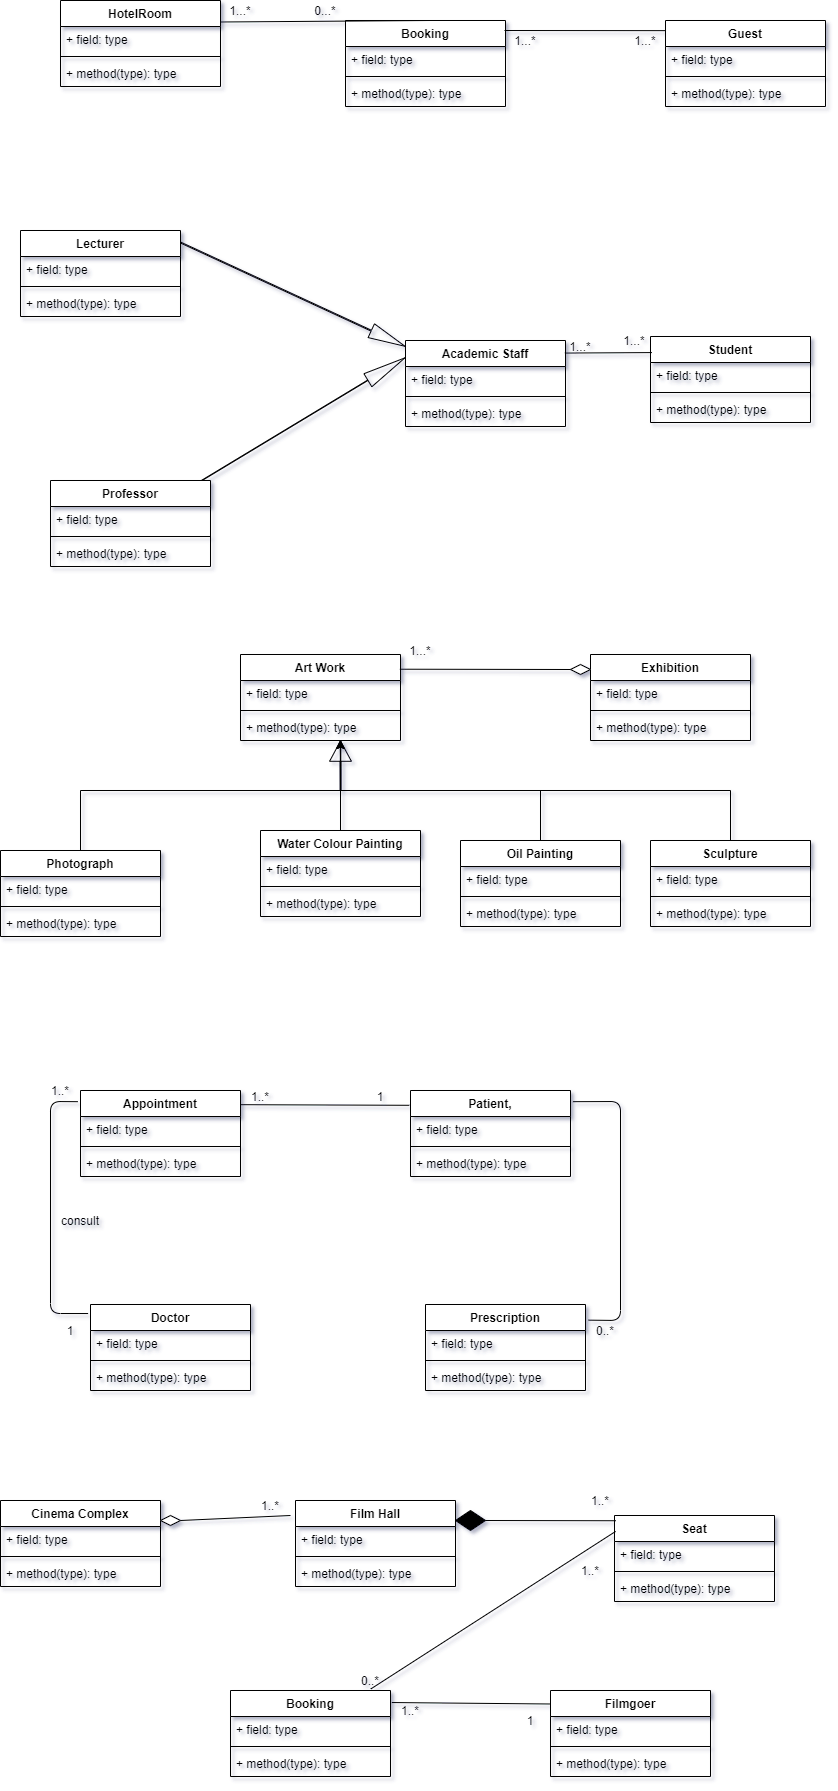 HotelRoom
+ field: type
+ method(type): type
1...*
0...*
Booking
+ field: type
+ method(type): type
1...*
1...*
Guest
+ field: type
+ method(type): type
Lecturer
+ field: type
+ method(type): type
Academic Staff
+ field: type
+ method(type): type
1...*
1...*
Student
+ field: type
+ method(type): type
Professor
+ field: type
+ method(type): type
Art Work
+ field: type
+ method(type): type
1...*
Exhibition
+ field: type
+ method(type): type
Photograph
+ field: type
+ method(type): type
Water Colour Painting
+ field: type
+ method(type): type
Oil Painting
+ field: type
+ method(type): type
Sculpture
+ field: type
+ method(type): type
1..*
Appointment
+ field: type
+ method(type): type
1..*
1
Patient,
+ field: type
+ method(type): type
consult
1
Doctor
+ field: type
+ method(type): type
Prescription
+ field: type
+ method(type): type
0..*
Cinema Complex
+ field: type
+ method(type): type
1..*
Film Hall
+ field: type
+ method(type): type
1..*
Seat
+ field: type
+ method(type): type
1..*
0..*
Booking
+ field: type
+ method(type): type
1..*
1
Filmgoer
+ field: type
+ method(type): type